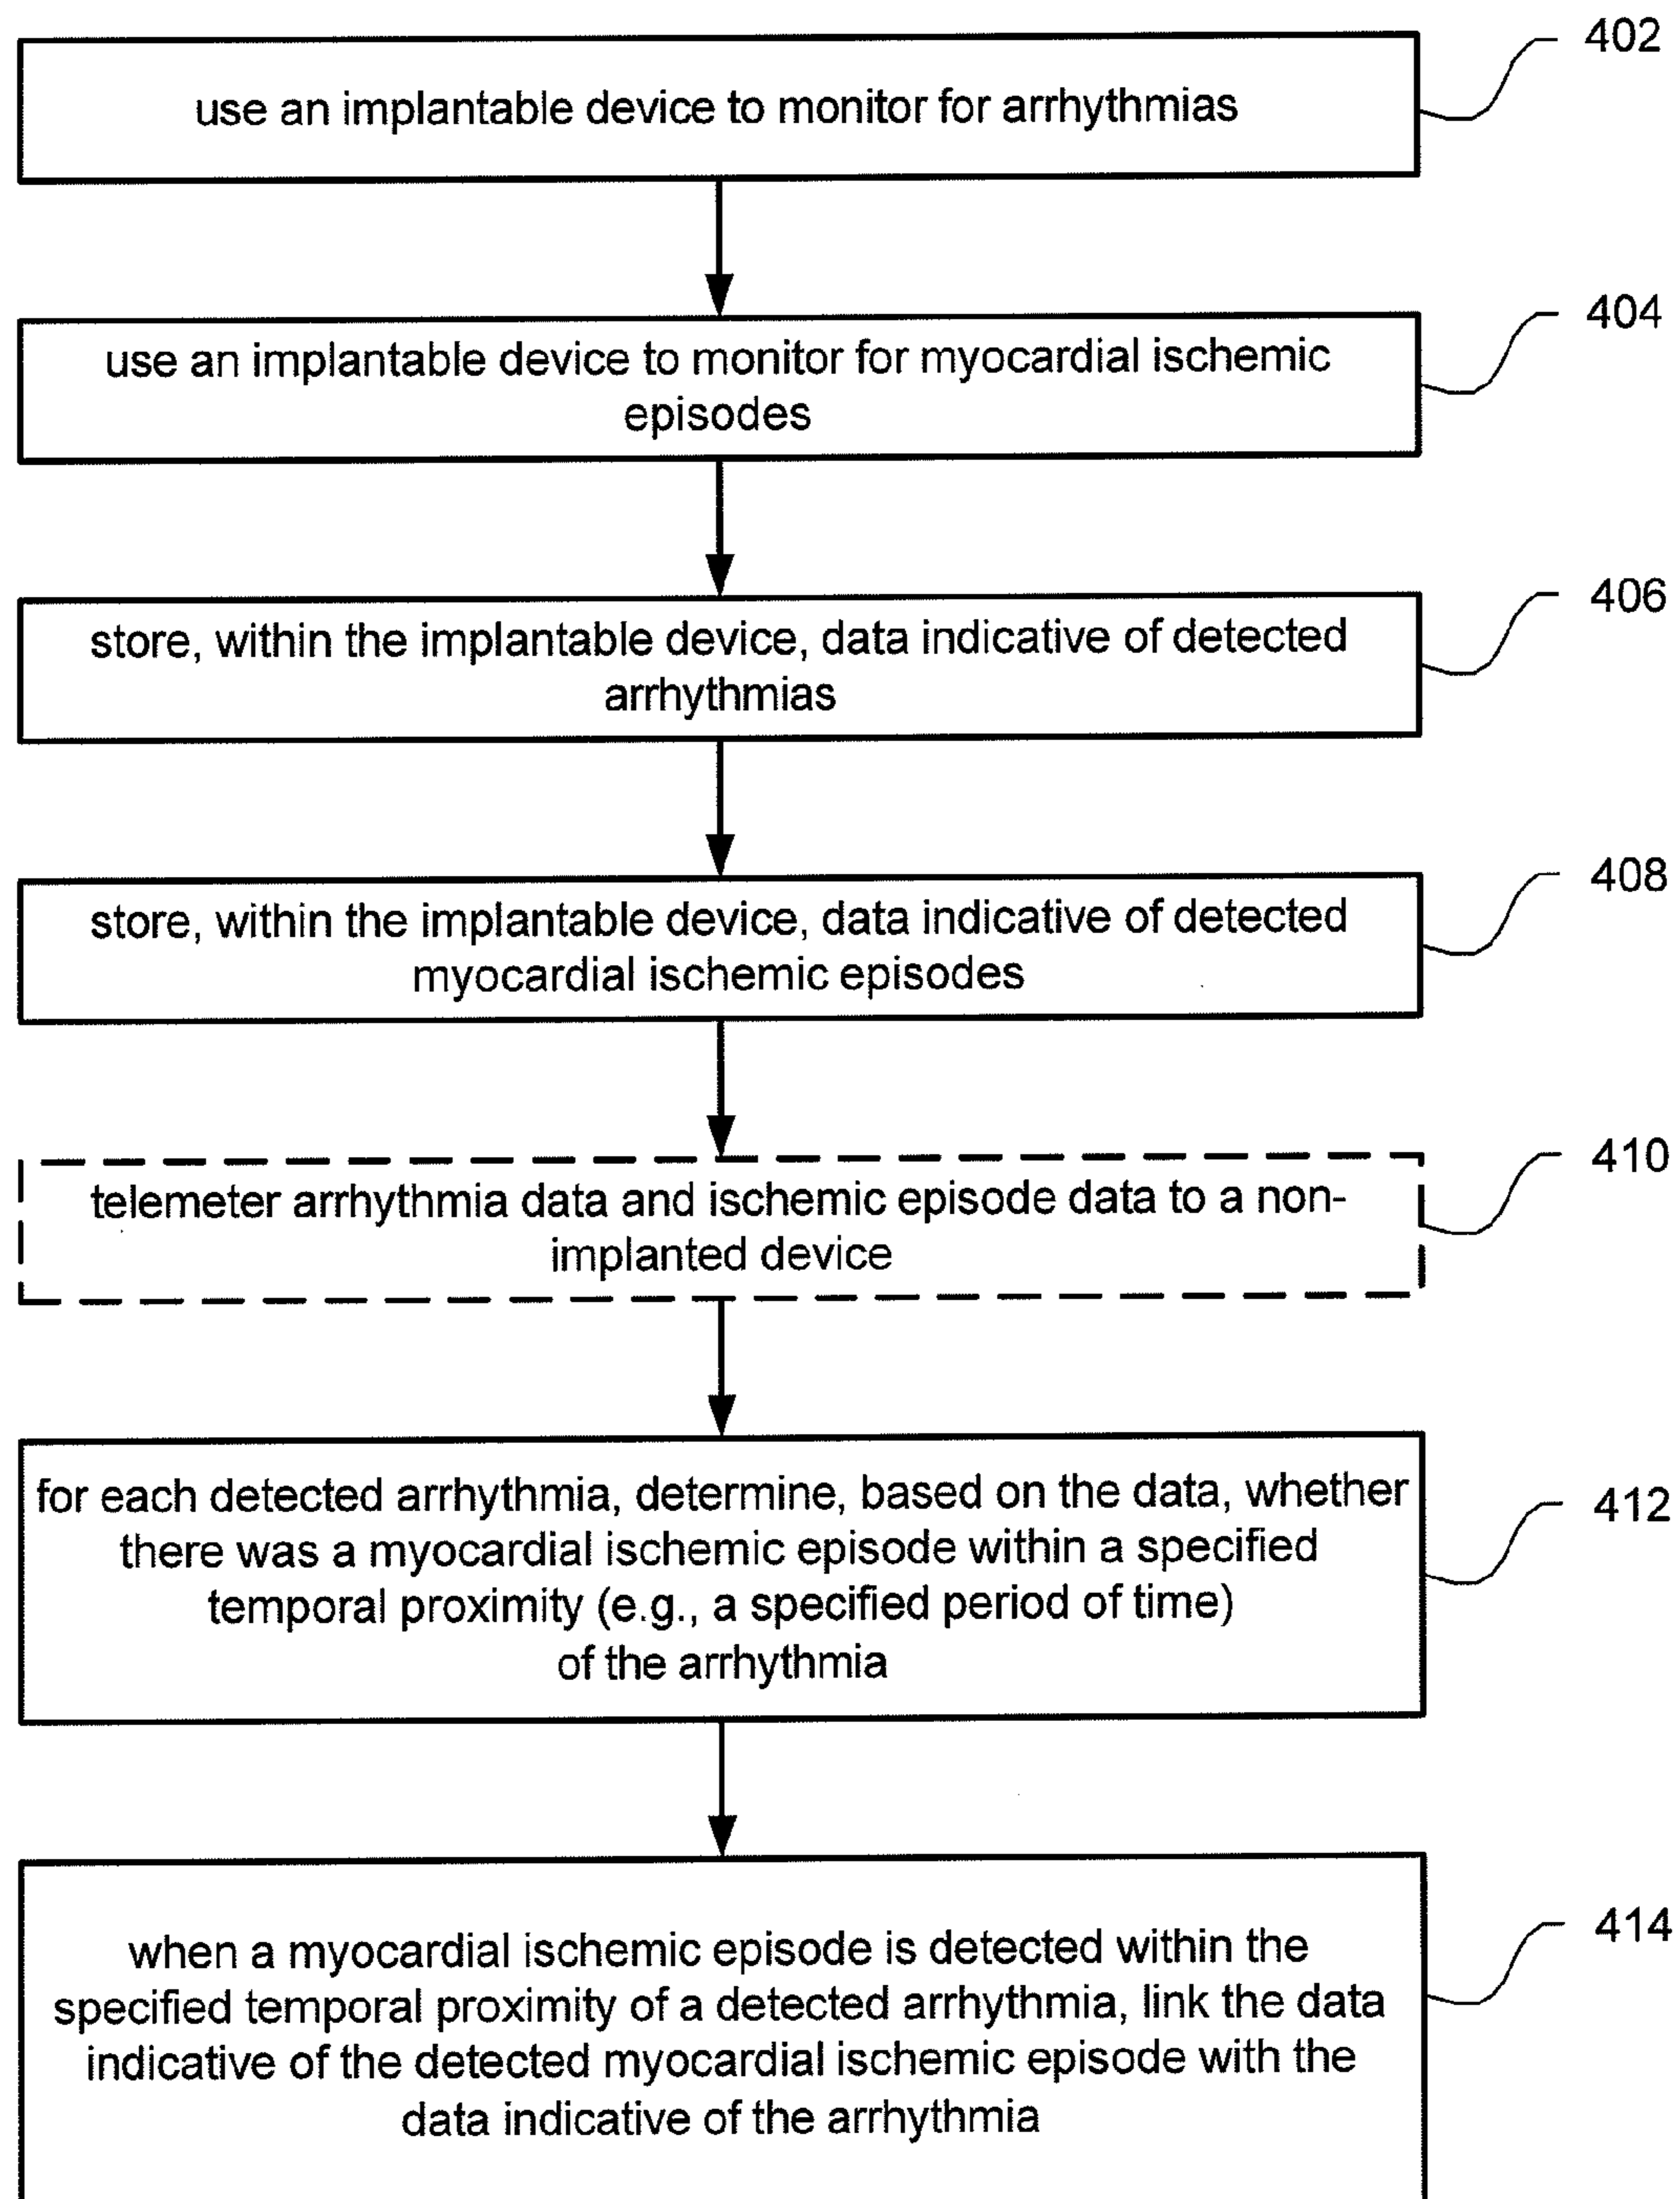 402
use an implantable device to monitor for arrhythmias
404
use an implantable device to monitor for myocardial ischemic
episodes
406
store, within the implantable device, data indicative of detected
arrhythmias
408
store, within the implantable device, data indicative of detected
myocardial ischemic episodes
410
telemeter arrhythmia data and ischemic episode data to a non-
implanted device
412
for each detected arrhythmia, determine, based on the data, whether
there was a myocardial ischemic episode within a specified
temporal proximity (e.g., a specified period of time)
of the arrhythmia
414
when a myocardial ischemic episode is detected within the
specified temporal proximity of a detected arrhythmia, link the data
indicative of the detected myocardial ischemic episode with the
data indicative of the arrhythmia